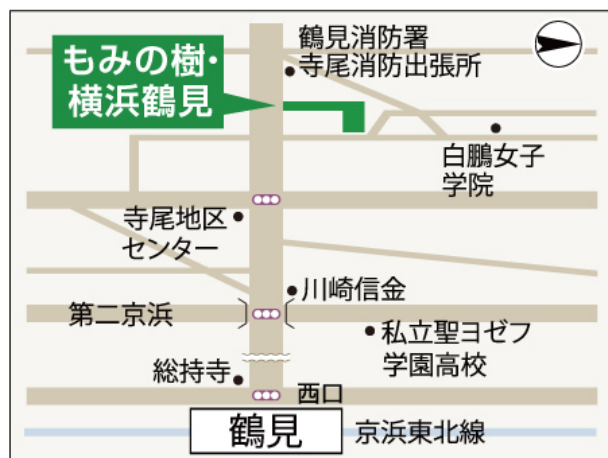 鶴見消防署
寺尾消防出張所
もみの樹・
横浜鶴見
白鵬女子
学院
寺尾地区
センター
川崎信金
第二京浜
私立聖ヨゼフ
学園高校
総持寺
西口
鶴見
京浜東北線